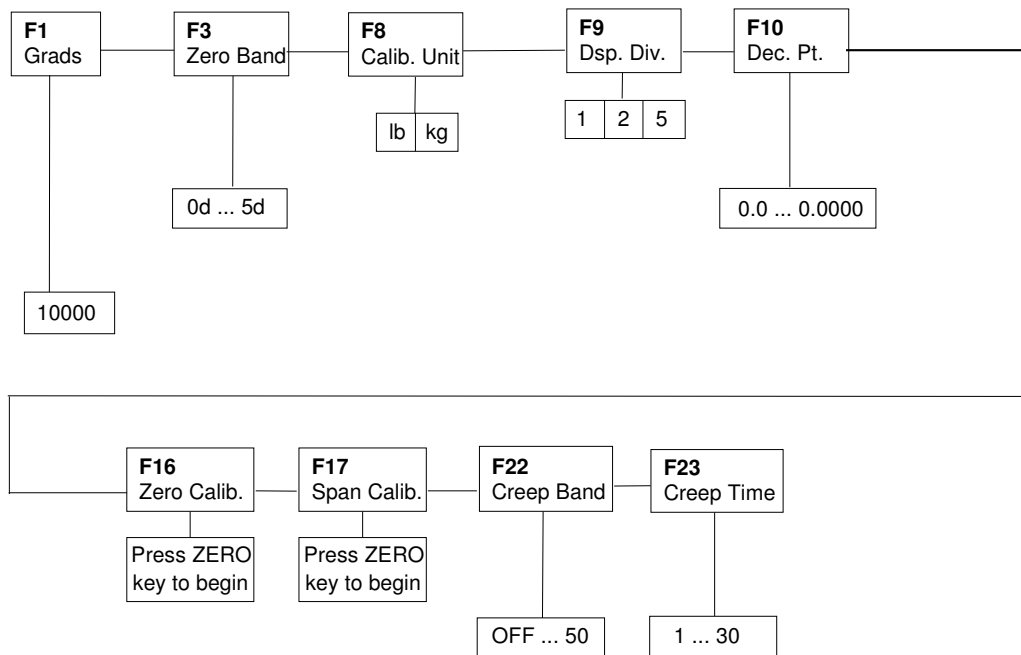 F1
Grads
F3
Zero Band
F8
Calib. Unit
F9
Dsp. Div.
F10
Dec. Pt.
lb kg
1 2 5
0d ... 5d
0.0 ... 0.0000
10000
F16
Zero Calib.
F17
Span Calib.
F22
Creep Band
F23
Creep Time
Press ZERO
key to begin
Press ZERO
key to begin
OFF ... 50
1 ... 30